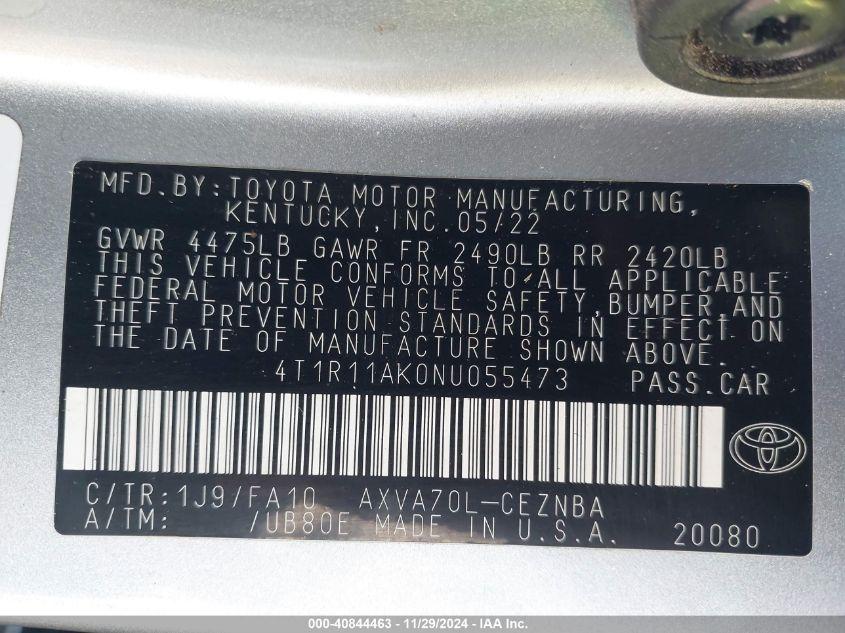 MFD. BY: TOYOTA MOTOR MANUFACTURING,
KENTUCKY, INC. 05/22
GVWR 4475LB GAWR FR 2490LB RR 2420LB
THIS VEHICLE CONFORMS TO ALL APPLICABLE
FEDERAL MOTOR VEHICLE SAFETY, BUMPER, AND
THEFT PREVENTION STANDARDS IN EFFECT ON
THE DATE OF MANUFACTURE SHOWN ABOVE.
4T1R11AK0NU055473 PASS. CAR
C/TR: 1J9/FA10 AXVA70L-CEZNBA
A/TM: /UB80E MADE IN U.S.A. 20080
000-40844463 - 11/29/2024 - IAA Inc.